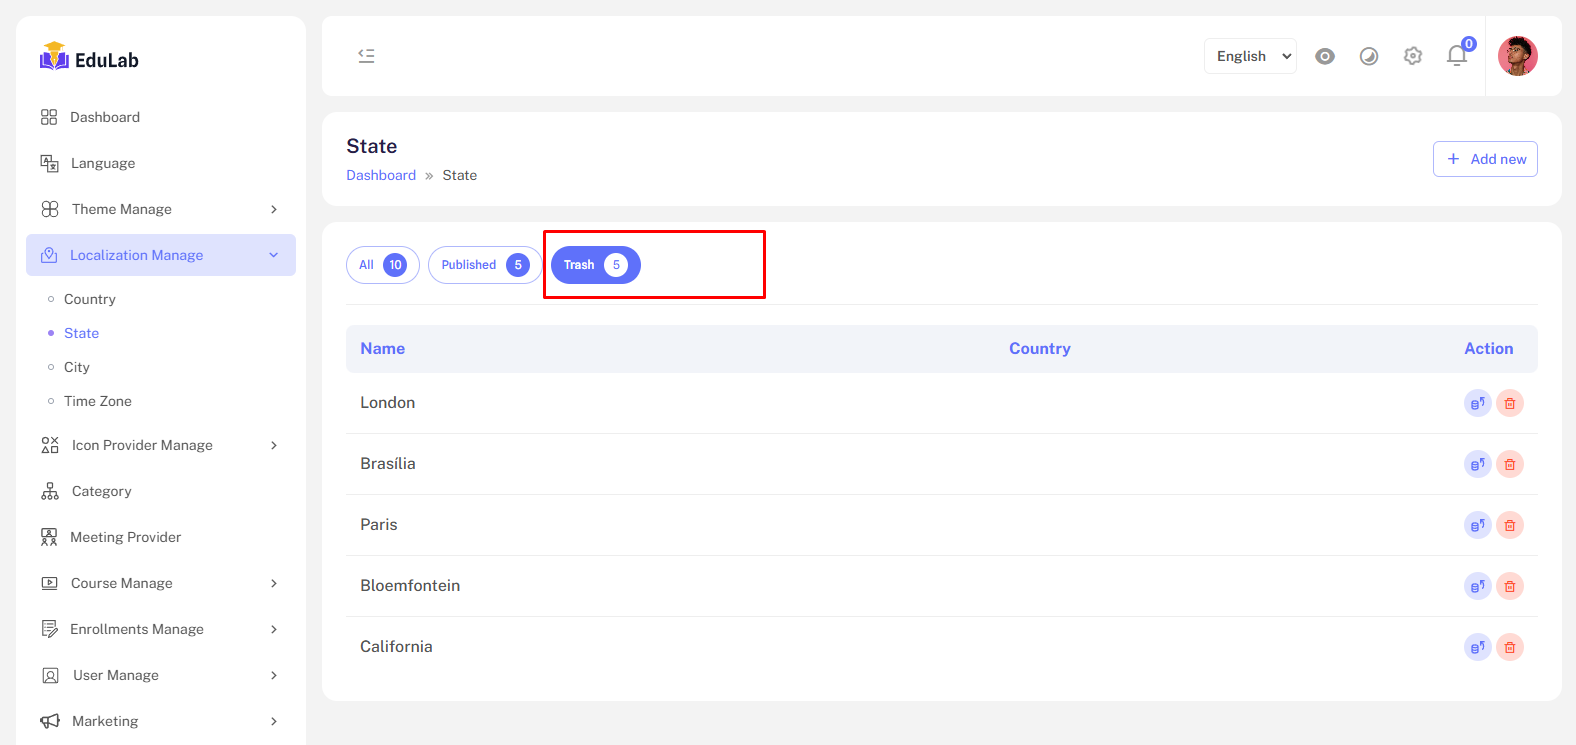 EduLab
Dashboard
Language
Theme Manage
Localization Manage
Country
State
City
Time Zone
Icon Provider Manage
Category
Meeting Provider
Course Manage
Enrollments Manage
User Manage
Marketing
English
0
State
Dashboard » State
+ Add new
All 10 Published 5 Trash 5
Name Country Action
London
Brasília
Paris
Bloemfontein
California